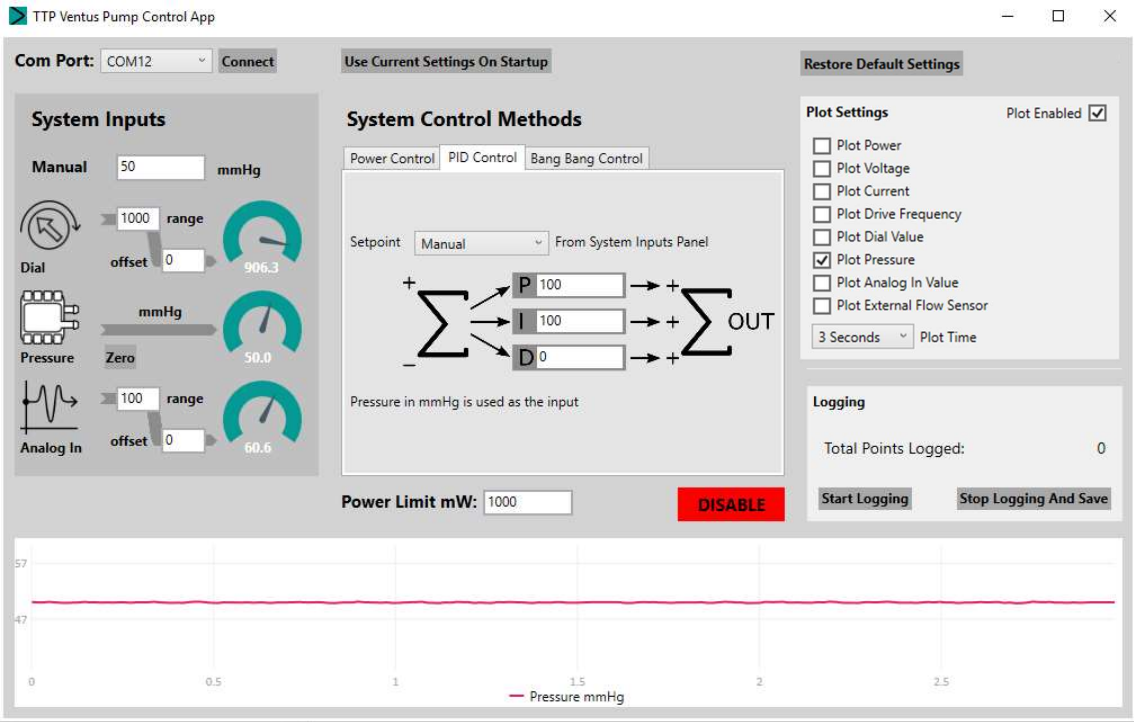 TTP Ventus Pump Control App
Com Port: COM12 Connect
Use Current Settings On Startup
Restore Default Settings
System Inputs
Manual 50 mmHg
1000 range
Dial offset 0 906.3
mmHg
Pressure Zero 50.0
100 range
Analog In offset 0 60.6
System Control Methods
Power Control PID Control Bang Bang Control
Setpoint Manual From System Inputs Panel
+ P 100 +
I 100 + OUT
− D 0 +
Pressure in mmHg is used as the input
Power Limit mW: 1000 DISABLE
Plot Settings Plot Enabled
Plot Power
Plot Voltage
Plot Current
Plot Drive Frequency
Plot Dial Value
Plot Pressure
Plot Analog In Value
Plot External Flow Sensor
3 Seconds Plot Time
Logging
Total Points Logged: 0
Start Logging Stop Logging And Save
57
47
0 0.5 1 1.5 2 2.5
Pressure mmHg